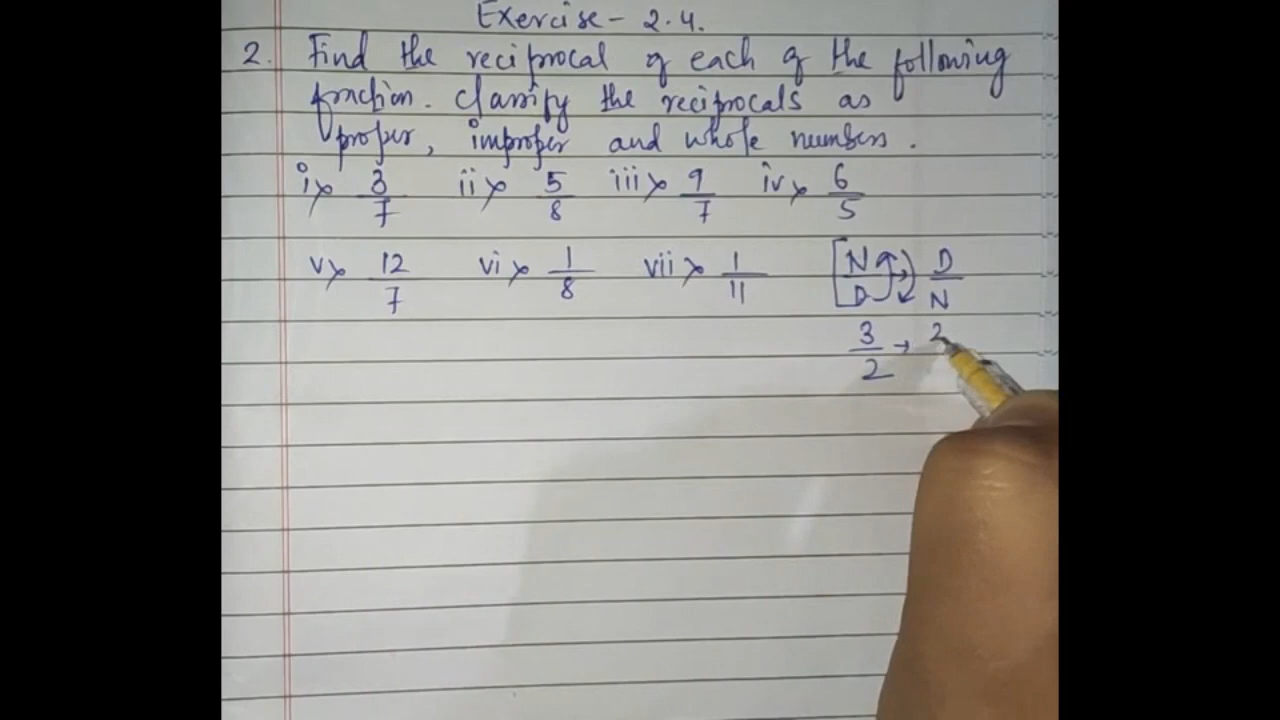 Exercise - 2.4.
2. Find the reciprocal of each of the following
fraction. Classify the reciprocals as
proper, improper and whole numbers.
i> 3/7 ii> 5/8 iii> 9/7 iv> 6/5
v> 12/7 vi> 1/8 vii> 1/11 [N/D D/N
3/2 → 2